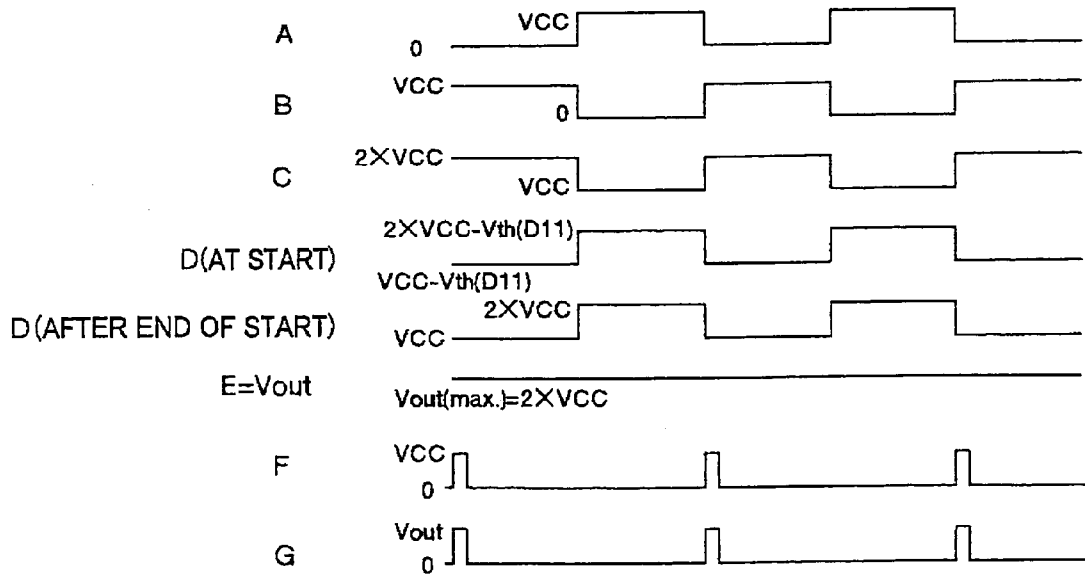 A
VCC
0
B
VCC
0
C
2×VCC
VCC
D(AT START)
2×VCC-Vth(D11)
VCC-Vth(D11)
D(AFTER END OF START)
2×VCC
VCC
E=Vout
Vout(max.)=2×VCC
F
VCC
0
G
Vout
0